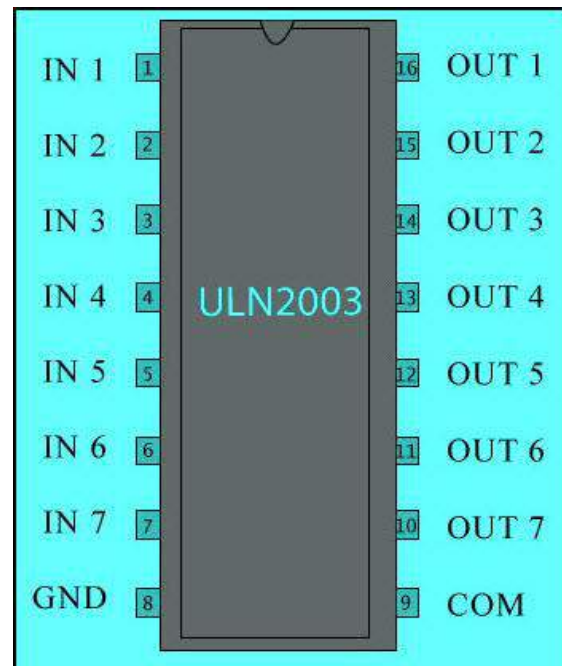 IN 1 1 16 OUT 1
IN 2 2 15 OUT 2
IN 3 3 14 OUT 3
IN 4 4 ULN2003 13 OUT 4
IN 5 5 12 OUT 5
IN 6 6 11 OUT 6
IN 7 7 10 OUT 7
GND 8 9 COM